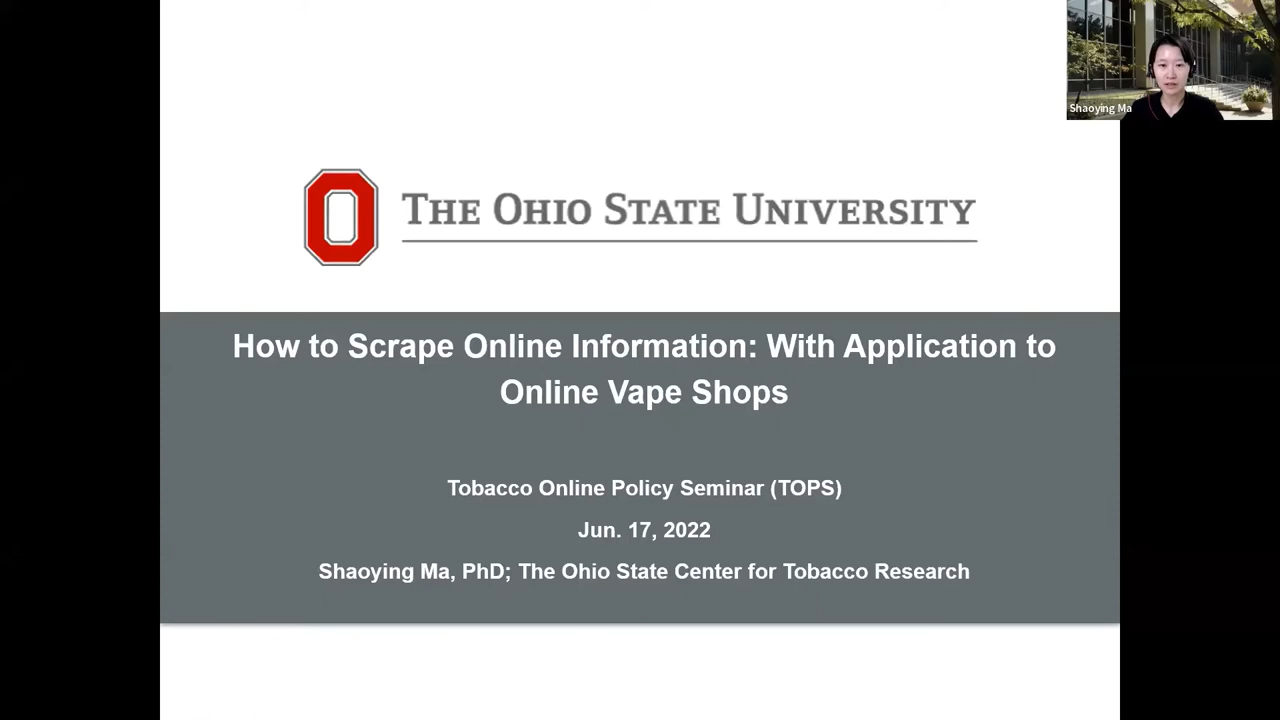 Shaoying Ma
THE OHIO STATE UNIVERSITY
How to Scrape Online Information: With Application to
Online Vape Shops
Tobacco Online Policy Seminar (TOPS)
Jun. 17, 2022
Shaoying Ma, PhD; The Ohio State Center for Tobacco Research